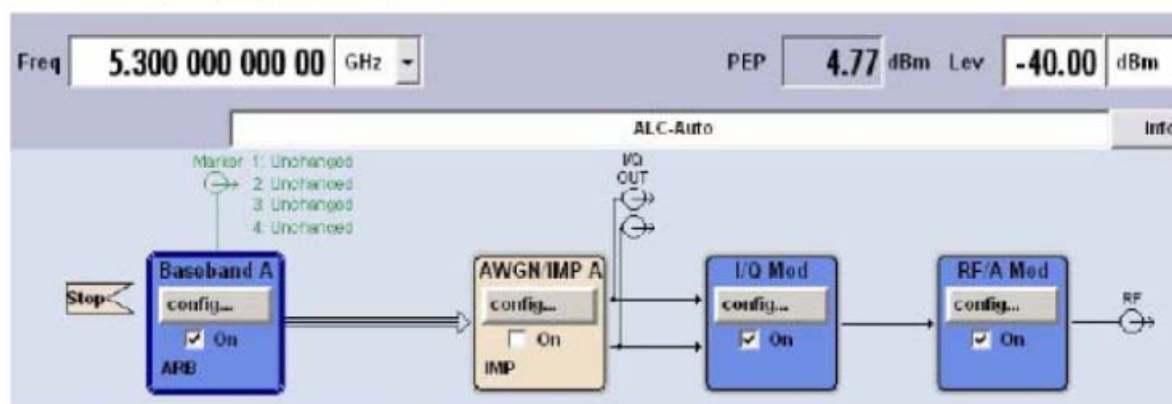 Freq 5.300 000 000 00 GHz PEP 4.77 dBm Lev -40.00 dBm
ALC-Auto Info
Marker 1: Unchanged
2: Unchanged
3: Unchanged
4: Unchanged
I/Q
OUT
Baseband A
AWGN/IMP A
I/Q Mod
RF/A Mod
Stop
config...
config...
config...
config...
RF
On
On
On
On
ARB
IMP